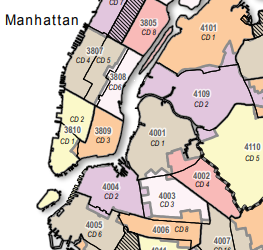 Manhattan
3805
CD 8
4101
CD 1
3807
CD 4
CD 5
3808
CD6
4109
CD 2
CD 2
3810
CD 1
3809
CD 3
4001
CD 1
4110
CD 5
4002
CD 4
4004
CD 2
4003
CD 3
4005
CD 6
4006
CD 8
4007